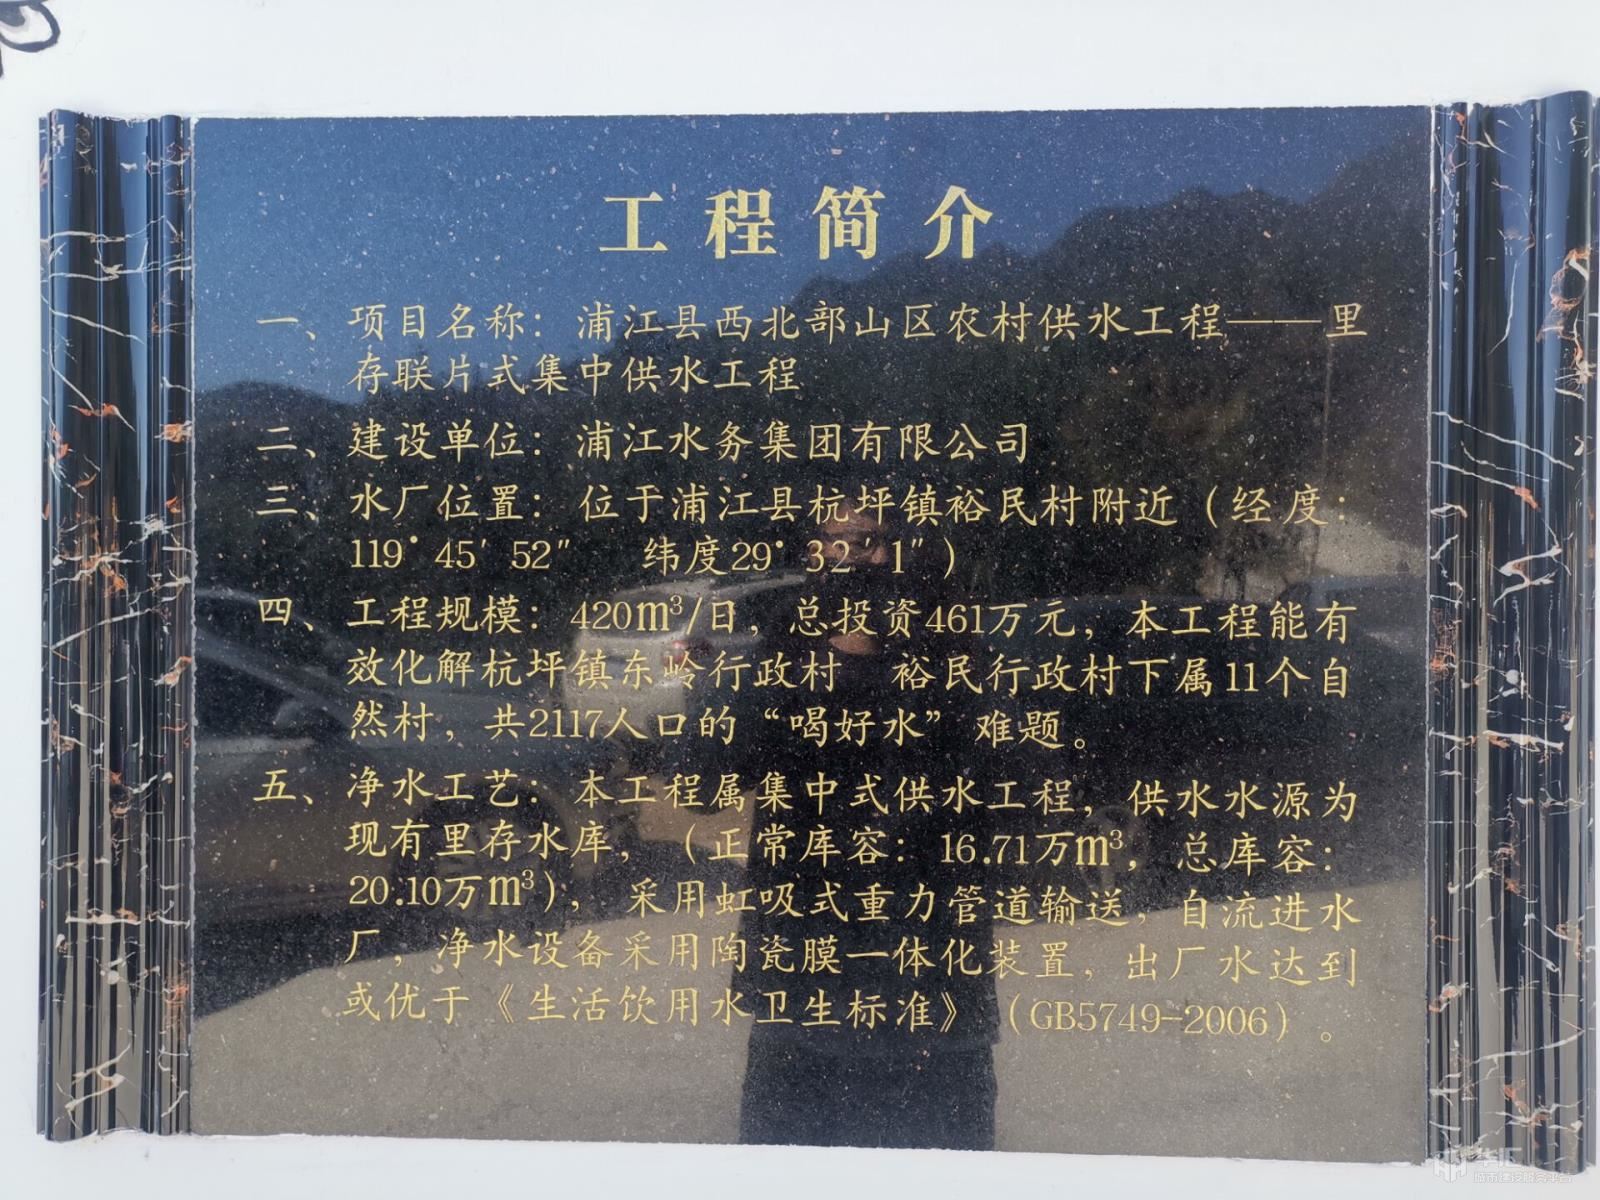 工程简介
一、项目名称：浦江县西北部山区农村供水工程——里
存联片式集中供水工程
二、建设单位：浦江水务集团有限公司
三、水厂位置：位于浦江县杭坪镇裕民村附近（经度：
119°45′52″ 纬度29°32′1″）
四、工程规模：420m³/日，总投资461万元，本工程能有
效化解杭坪镇东岭行政村 裕民行政村下属11个自
然村，共2117人口的“喝好水”难题。
五、净水工艺：本工程属集中式供水工程，供水水源为
现有里存水库，（正常库容：16.71万m³，总库容：
20.10万m³），采用虹吸式重力管道输送，自流进水
厂，净水设备采用陶瓷膜一体化装置，出厂水达到
或优于《生活饮用水卫生标准》（GB5749-2006）。
华汇
城市建设服务平台